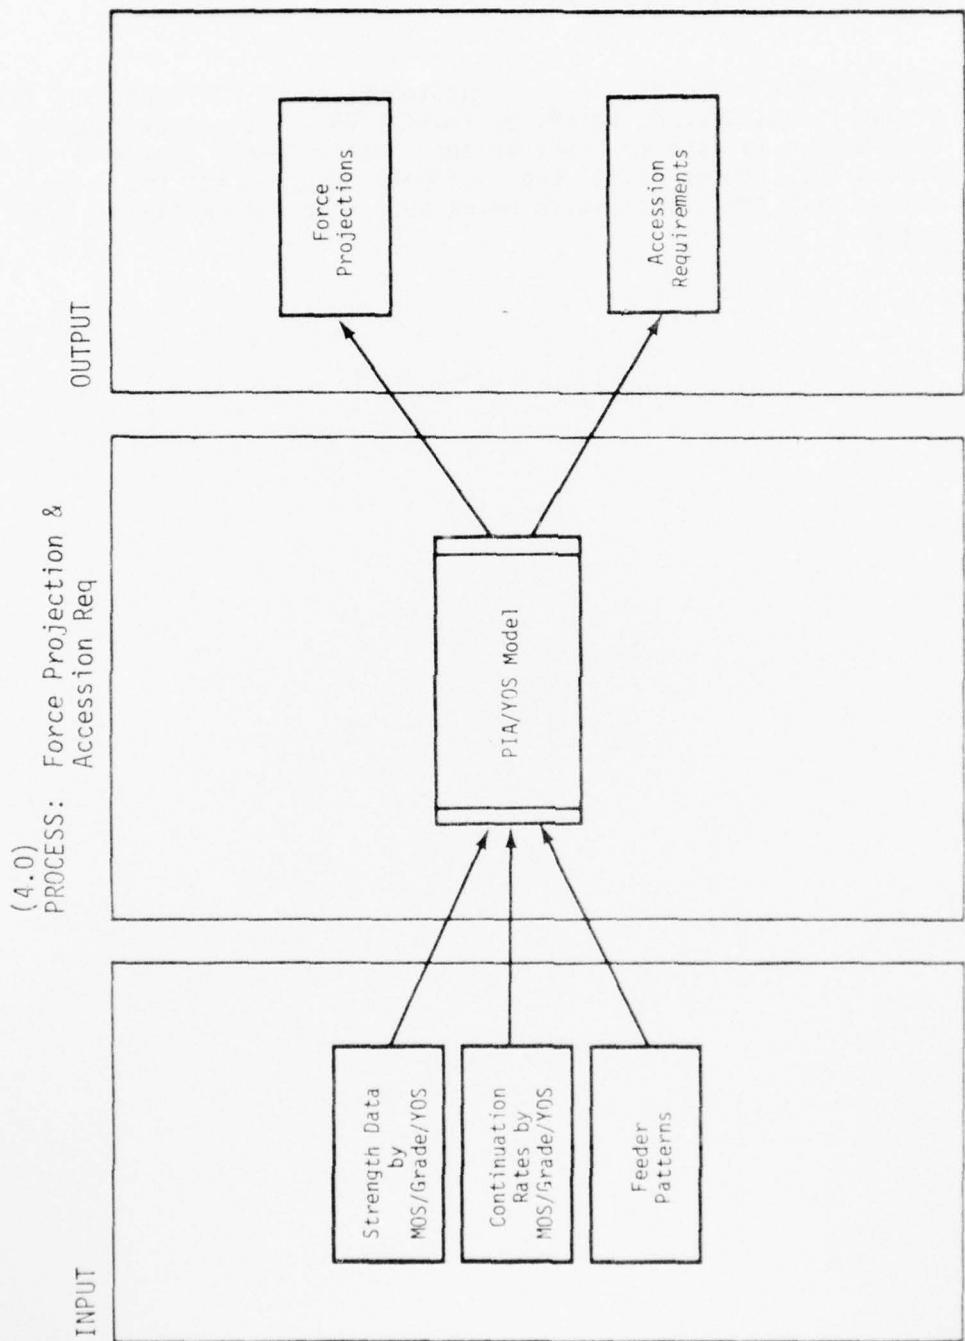 (4.0)
INPUT
PROCESS: Force Projection &
Accession Req
OUTPUT
Strength Data
by
MOS/Grade/YOS
Continuation
Rates by
MOS/Grade/YOS
Feeder
Patterns
PIA/YOS Model
Force
Projections
Accession
Requirements